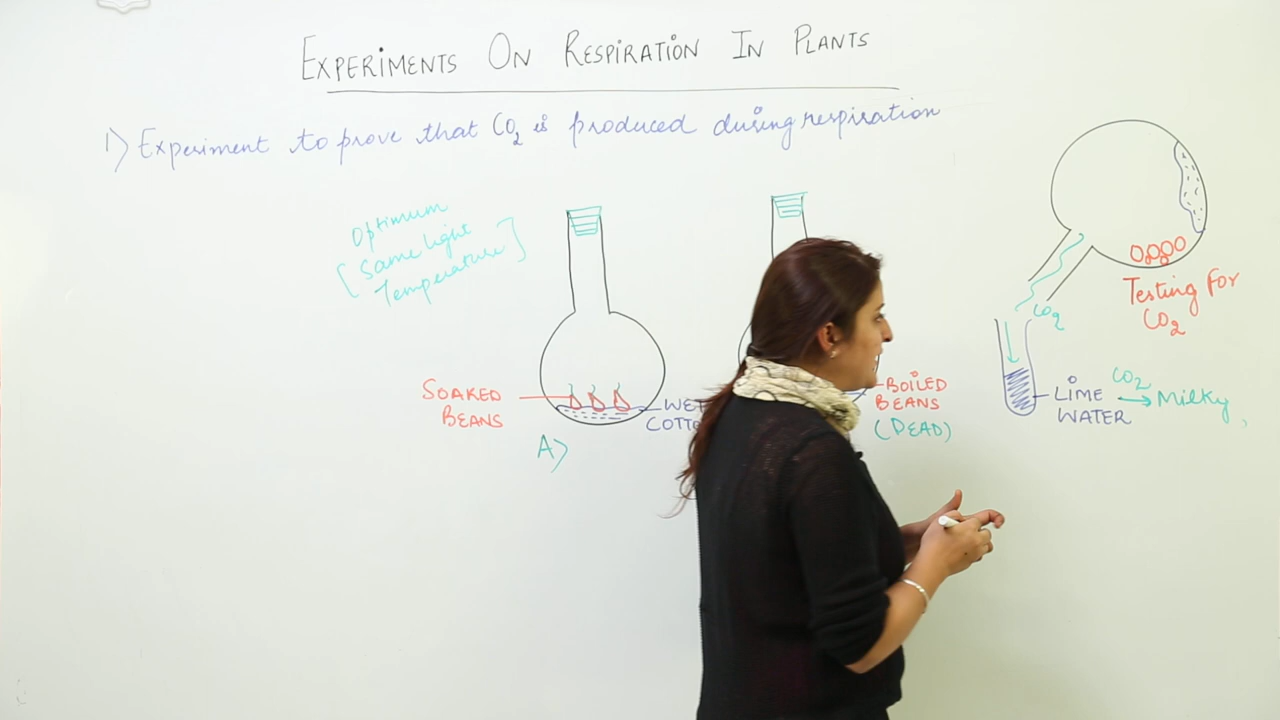 EXPERIMENTS ON RESPIRATION IN PLANTS
1) Experiment to prove that CO₂ is produced during respiration
Optimum
[ Same light ]
Temperature
SOAKED
BEANS
WET
COTTO
A)
BOILED
BEANS
(DEAD)
Testing For
CO₂
CO₂
LIME
WATER
CO₂
→ Milky,